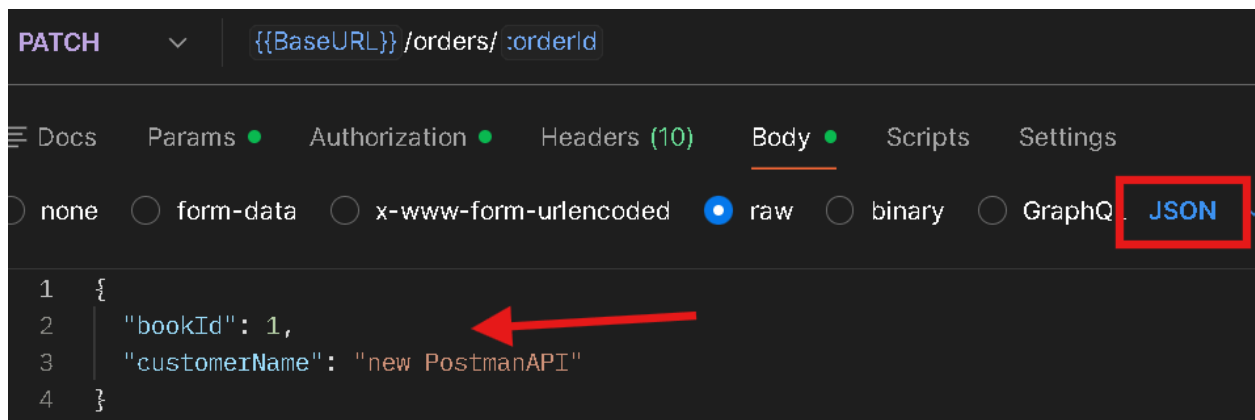 PATCH {{BaseURL}} /orders/ :orderId
Docs Params Authorization Headers (10) Body Scripts Settings
none form-data x-www-form-urlencoded raw binary GraphQL JSON
1 {
2 "bookId": 1,
3 "customerName": "new PostmanAPI"
4 }